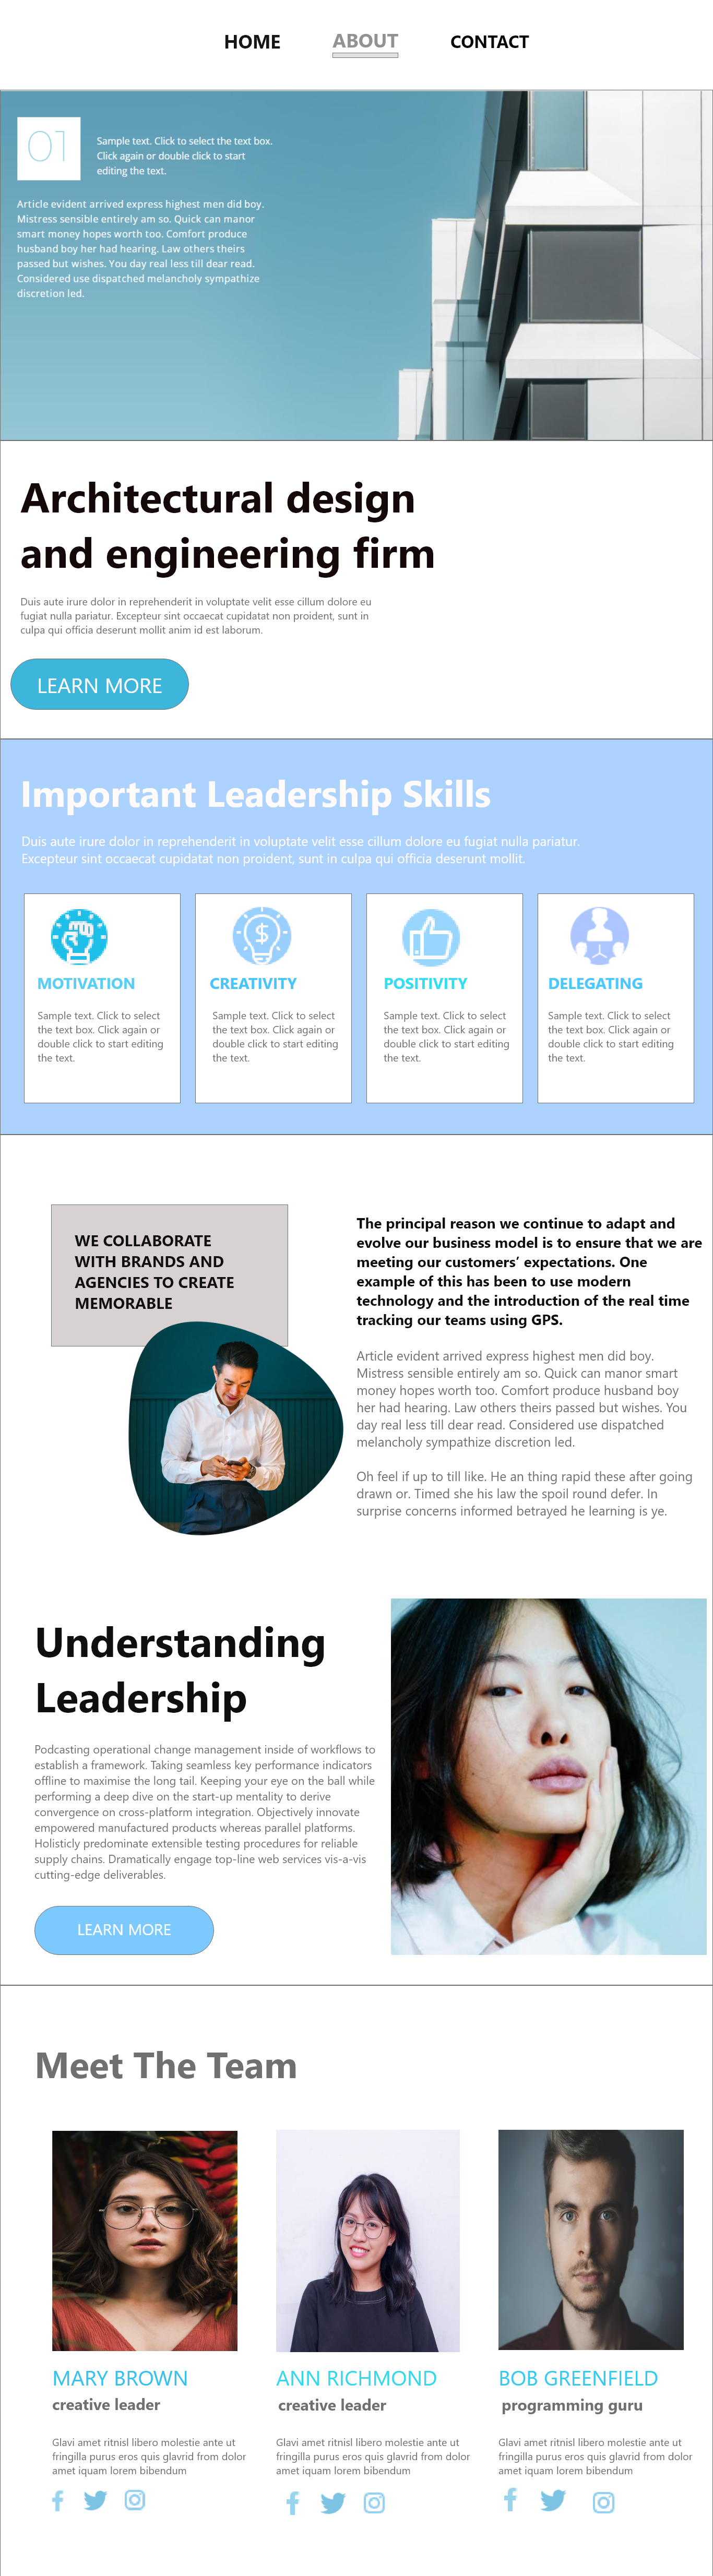 HOME ABOUT CONTACT
01
Sample text. Click to select the text box.
Click again or double click to start
editing the text.
Article evident arrived express highest men did boy.
Mistress sensible entirely am so. Quick can manor
smart money hopes worth too. Comfort produce
husband boy her had hearing. Law others theirs
passed but wishes. You day real less till dear read.
Considered use dispatched melancholy sympathize
discretion led.
Architectural design
and engineering firm
Duis aute irure dolor in reprehenderit in voluptate velit esse cillum dolore eu
fugiat nulla pariatur. Excepteur sint occaecat cupidatat non proident, sunt in
culpa qui officia deserunt mollit anim id est laborum.
LEARN MORE
Important Leadership Skills
Duis aute irure dolor in reprehenderit in voluptate velit esse cillum dolore eu fugiat nulla pariatur.
Excepteur sint occaecat cupidatat non proident, sunt in culpa qui officia deserunt mollit.
MOTIVATION
Sample text. Click to select
the text box. Click again or
double click to start editing
the text.
$
CREATIVITY
Sample text. Click to select
the text box. Click again or
double click to start editing
the text.
POSITIVITY
Sample text. Click to select
the text box. Click again or
double click to start editing
the text.
DELEGATING
Sample text. Click to select
the text box. Click again or
double click to start editing
the text.
WE COLLABORATE
WITH BRANDS AND
AGENCIES TO CREATE
MEMORABLE
The principal reason we continue to adapt and
evolve our business model is to ensure that we are
meeting our customers’ expectations. One
example of this has been to use modern
technology and the introduction of the real time
tracking our teams using GPS.
Article evident arrived express highest men did boy.
Mistress sensible entirely am so. Quick can manor smart
money hopes worth too. Comfort produce husband boy
her had hearing. Law others theirs passed but wishes. You
day real less till dear read. Considered use dispatched
melancholy sympathize discretion led.
Oh feel if up to till like. He an thing rapid these after going
drawn or. Timed she his law the spoil round defer. In
surprise concerns informed betrayed he learning is ye.
Understanding
Leadership
Podcasting operational change management inside of workflows to
establish a framework. Taking seamless key performance indicators
offline to maximise the long tail. Keeping your eye on the ball while
performing a deep dive on the start-up mentality to derive
convergence on cross-platform integration. Objectively innovate
empowered manufactured products whereas parallel platforms.
Holisticly predominate extensible testing procedures for reliable
supply chains. Dramatically engage top-line web services vis-a-vis
cutting-edge deliverables.
LEARN MORE
Meet The Team
MARY BROWN
creative leader
Glavi amet ritnisl libero molestie ante ut
fringilla purus eros quis glavrid from dolor
amet iquam lorem bibendum
ANN RICHMOND
creative leader
Glavi amet ritnisl libero molestie ante ut
fringilla purus eros quis glavrid from dolor
amet iquam lorem bibendum
BOB GREENFIELD
programming guru
Glavi amet ritnisl libero molestie ante ut
fringilla purus eros quis glavrid from dolor
amet iquam lorem bibendum